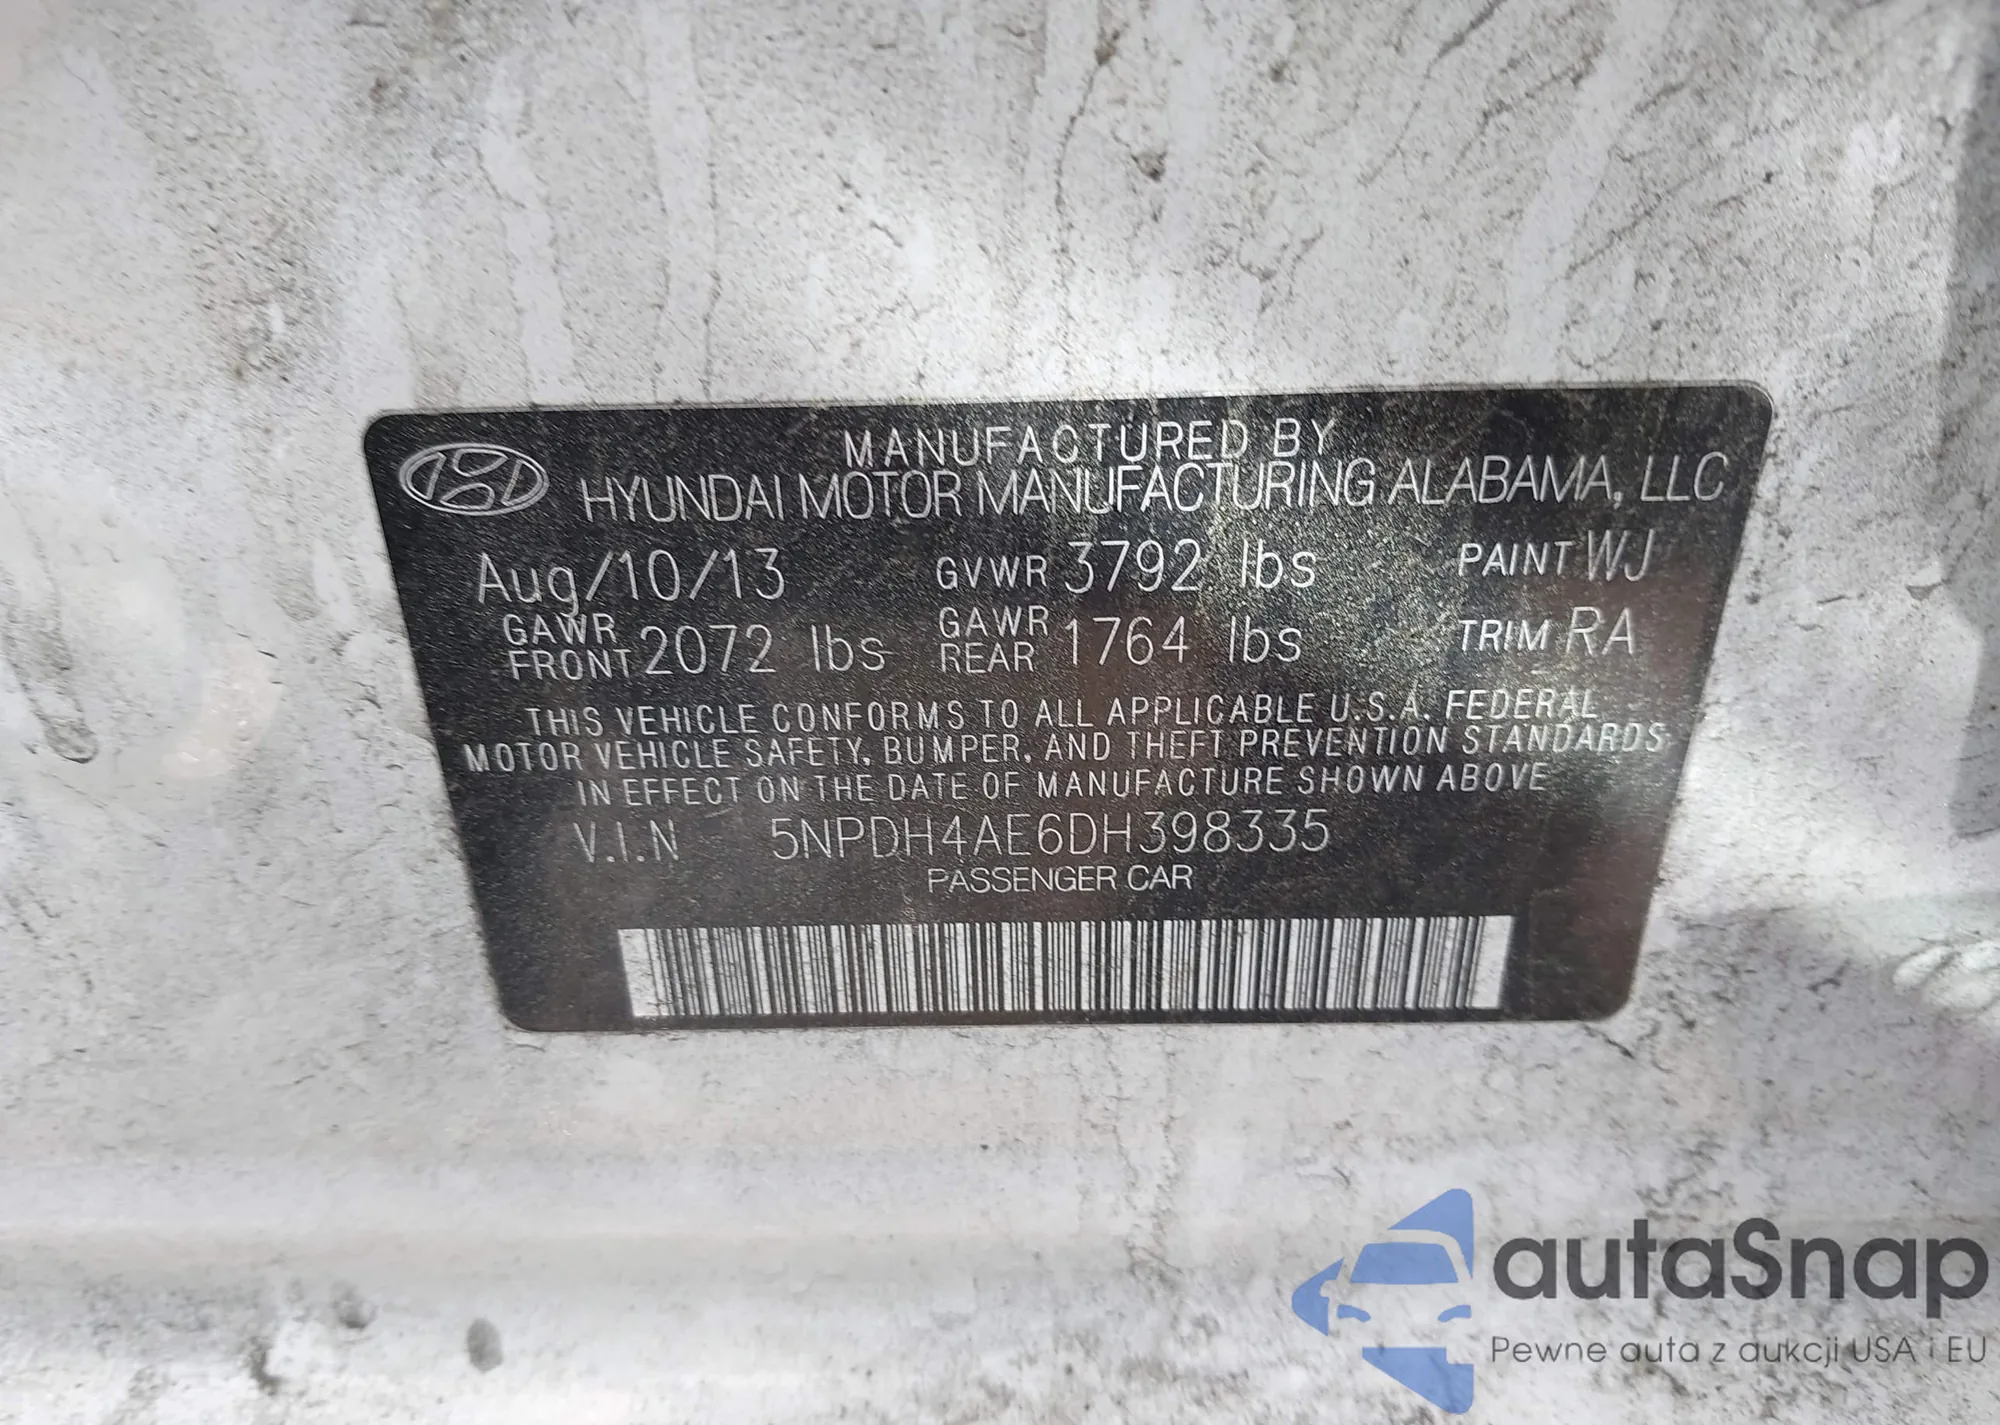 MANUFACTURED BY
HYUNDAI MOTOR MANUFACTURING ALABAMA, LLC
Aug/10/13 GVWR 3792 lbs PAINT WJ
GAWR FRONT 2072 lbs GAWR REAR 1764 lbs TRIM RA
THIS VEHICLE CONFORMS TO ALL APPLICABLE U.S.A. FEDERAL
MOTOR VEHICLE SAFETY, BUMPER, AND THEFT PREVENTION STANDARDS
IN EFFECT ON THE DATE OF MANUFACTURE SHOWN ABOVE
V.I.N 5NPDH4AE6DH398335
PASSENGER CAR
autaSnap
Pewne auta z aukcji USA i EU